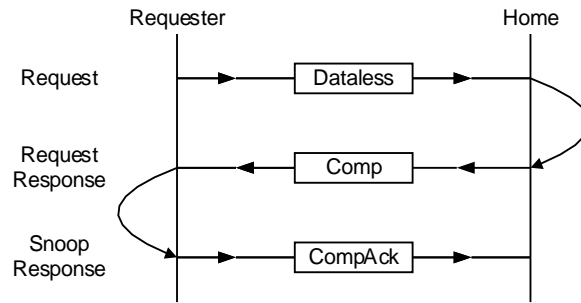 Requester
Home
Request
Dataless
Request
Response
Comp
Snoop
Response
CompAck